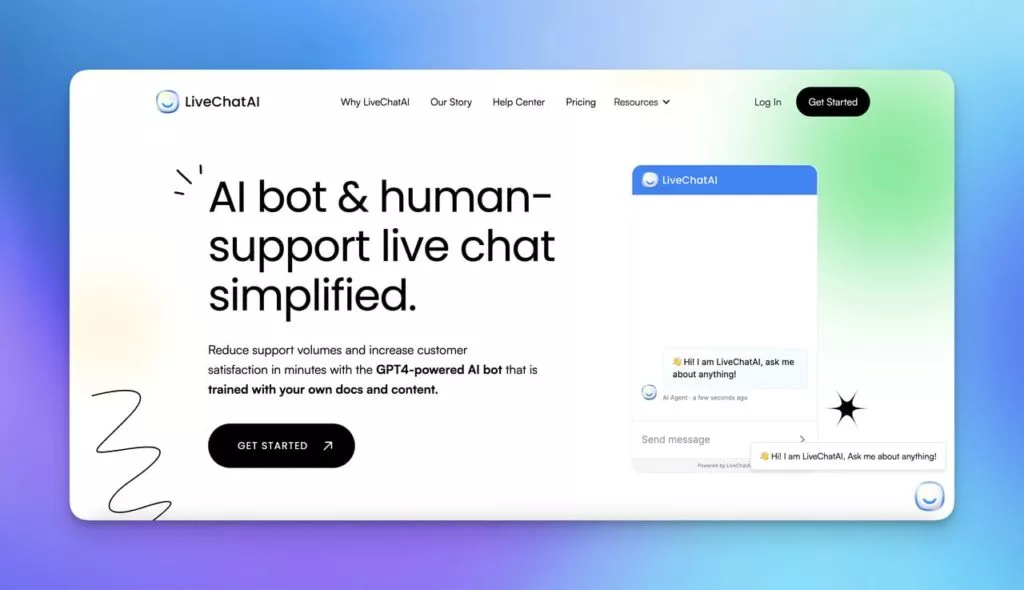 LiveChatAI
Why LiveChatAI Our Story Help Center Pricing Resources
Log In Get Started
AI bot & human-
support live chat
simplified.
Reduce support volumes and increase customer
satisfaction in minutes with the GPT4-powered AI bot that is
trained with your own docs and content.
GET STARTED
LiveChatAI
👋 Hi! I am LiveChatAI, ask me
about anything!
AI Agent · a few seconds ago
Send message
Powered by LiveChatA
👋 Hi! I am LiveChatAI, Ask me about anything!